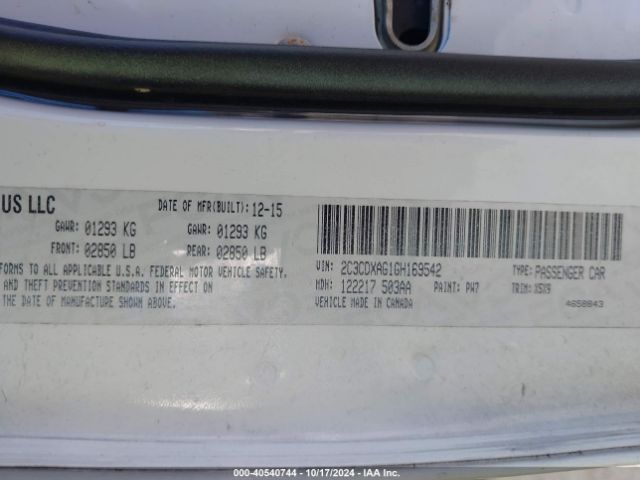 US LLC
DATE OF MFR(BUILT): 12-15
GAWR: 01293 KG GAWR: 01293 KG
FRONT: 02850 LB REAR: 02850 LB
FORMS TO ALL APPLICABLE U.S.A. FEDERAL MOTOR VEHICLE SAFETY,
AND THEFT PREVENTION STANDARDS IN EFFECT ON
THE DATE OF MANUFACTURE SHOWN ABOVE.
VIN: 2C3CDXAG1GH169542 TYPE: PASSENGER CAR
MDH: 122217 503AA PAINT: PW7 TRIM: X5X9
VEHICLE MADE IN CANADA 4650843
000-40540744 - 10/17/2024 - IAAI.com